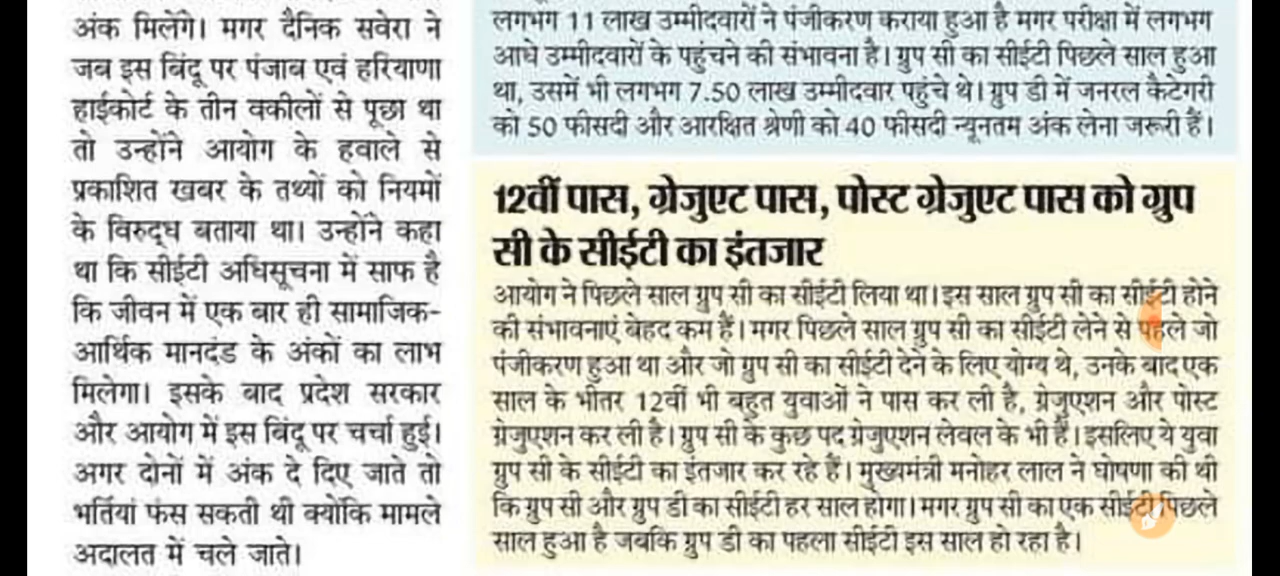 अंक मिलेंगे। मगर दैनिक सवेरा ने
जब इस बिंदू पर पंजाब एवं हरियाणा
हाईकोर्ट के तीन वकीलों से पूछा था
तो उन्होंने आयोग के हवाले से
प्रकाशित खबर के तथ्यों को नियमों
के विरुद्ध बताया था। उन्होंने कहा
था कि सीईटी अधिसूचना में साफ है
कि जीवन में एक बार ही सामाजिक-
आर्थिक मानदंड के अंकों का लाभ
मिलेगा। इसके बाद प्रदेश सरकार
और आयोग में इस बिंदू पर चर्चा हुई।
अगर दोनों में अंक दे दिए जाते तो
भर्तियां फंस सकती थी क्योंकि मामले
अदालत में चले जाते।
लगभग 11 लाख उम्मीदवारों ने पंजीकरण कराया हुआ है मगर परीक्षा में लगभग
आधे उम्मीदवारों के पहुंचने की संभावना है। ग्रुप सी का सीईटी पिछले साल हुआ
था, उसमें भी लगभग 7.50 लाख उम्मीदवार पहुंचे थे। ग्रुप डी में जनरल कैटेगरी
को 50 फीसदी और आरक्षित श्रेणी को 40 फीसदी न्यूनतम अंक लेना जरूरी हैं।
12वीं पास, ग्रेजुएट पास, पोस्ट ग्रेजुएट पास को ग्रुप
सी के सीईटी का इंतजार
आयोग ने पिछले साल ग्रुप सी का सीईटी लिया था। इस साल ग्रुप सी का सीईटी होने
की संभावनाएं बेहद कम हैं। मगर पिछले साल ग्रुप सी का सीईटी लेने से पहले जो
पंजीकरण हुआ था और जो ग्रुप सी का सीईटी देने के लिए योग्य थे, उनके बाद एक
साल के भीतर 12वीं भी बहुत युवाओं ने पास कर ली है, ग्रेजुएशन और पोस्ट
ग्रेजुएशन कर ली है। ग्रुप सी के कुछ पद ग्रेजुएशन लेवल के भी हैं। इसलिए ये युवा
ग्रुप सी के सीईटी का इंतजार कर रहे हैं। मुख्यमंत्री मनोहर लाल ने घोषणा की थी
कि ग्रुप सी और ग्रुप डी का सीईटी हर साल होगा। मगर ग्रुप सी का एक सीईटी पिछले
साल हुआ है जबकि ग्रुप डी का पहला सीईटी इस साल हो रहा है।